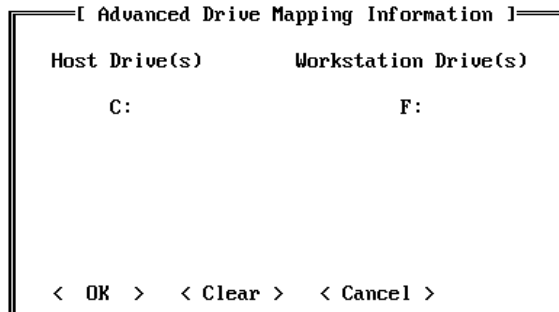 [ Advanced Drive Mapping Information ]
Host Drive(s) Workstation Drive(s)
C: F:
< OK > < Clear > < Cancel >